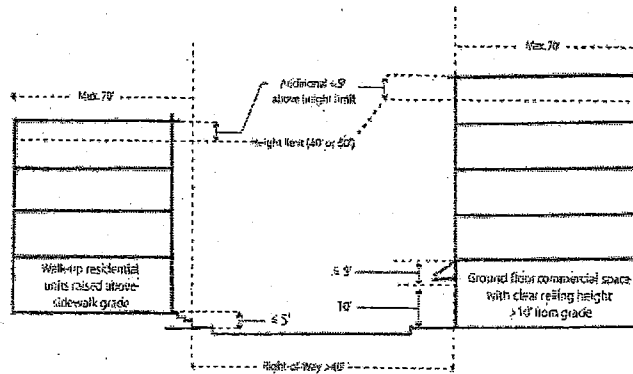 Max. 70'
Max. 70'
Additional ≤5'
above height limit
Height limit (40' or 50')
Walk-up residential
units raised above
sidewalk grade
≤ 5'
10'
≤ 5'
Ground floor commercial space
with clear ceiling height
>10' from grade
Right-of-Way >40'